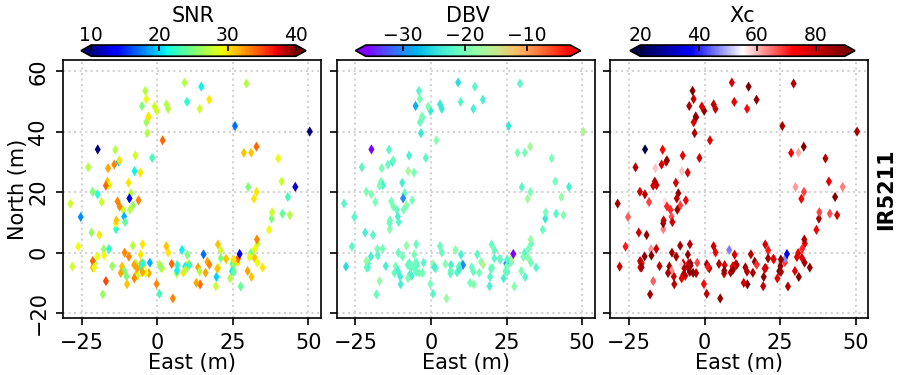 SNR DBV Xc
10 20 30 40 −30 −20 −10 20 40 60 80
60
40
20
0
−20
North (m)
−25 0 25 50 −25 0 25 50 −25 0 25 50
East (m) East (m) East (m)
IR5211